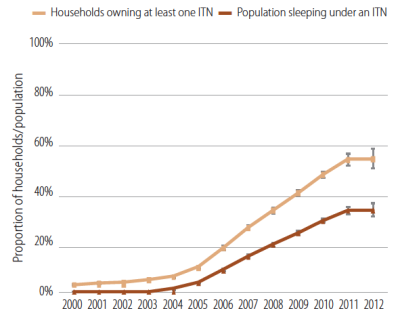 Households owning at least one ITN Population sleeping under an ITN
Proportion of households/population
100%
80%
60%
40%
20%
0%
2000 2001 2002 2003 2004 2005 2006 2007 2008 2009 2010 2011 2012